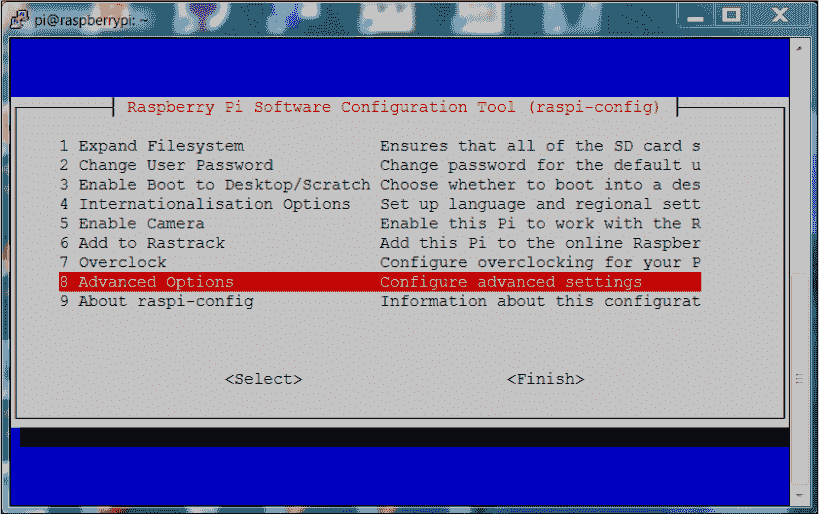 pi@raspberrypi: ~
Raspberry Pi Software Configuration Tool (raspi-config)
1 Expand Filesystem Ensures that all of the SD card s
2 Change User Password Change password for the default u
3 Enable Boot to Desktop/Scratch Choose whether to boot into a des
4 Internationalisation Options Set up language and regional sett
5 Enable Camera Enable this Pi to work with the R
6 Add to Rastrack Add this Pi to the online Raspber
7 Overclock Configure overclocking for your P
8 Advanced Options Configure advanced settings
9 About raspi-config Information about this configurat
<Select> <Finish>